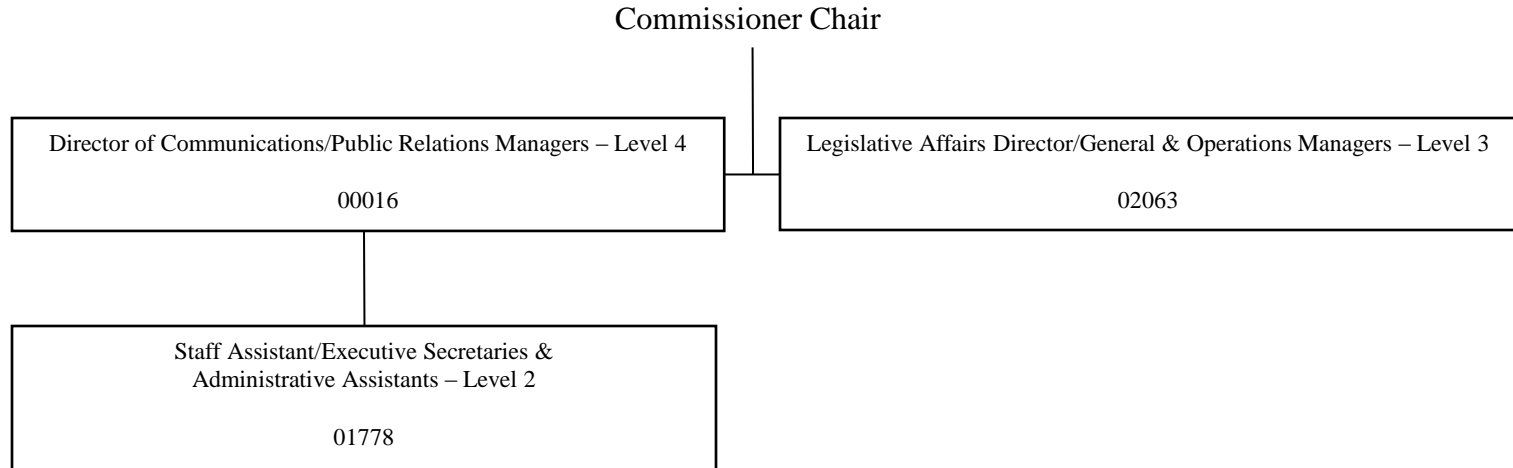 Commissioner Chair
Director of Communications/Public Relations Managers – Level 4
00016
Legislative Affairs Director/General & Operations Managers – Level 3
02063
Staff Assistant/Executive Secretaries &
Administrative Assistants – Level 2
01778